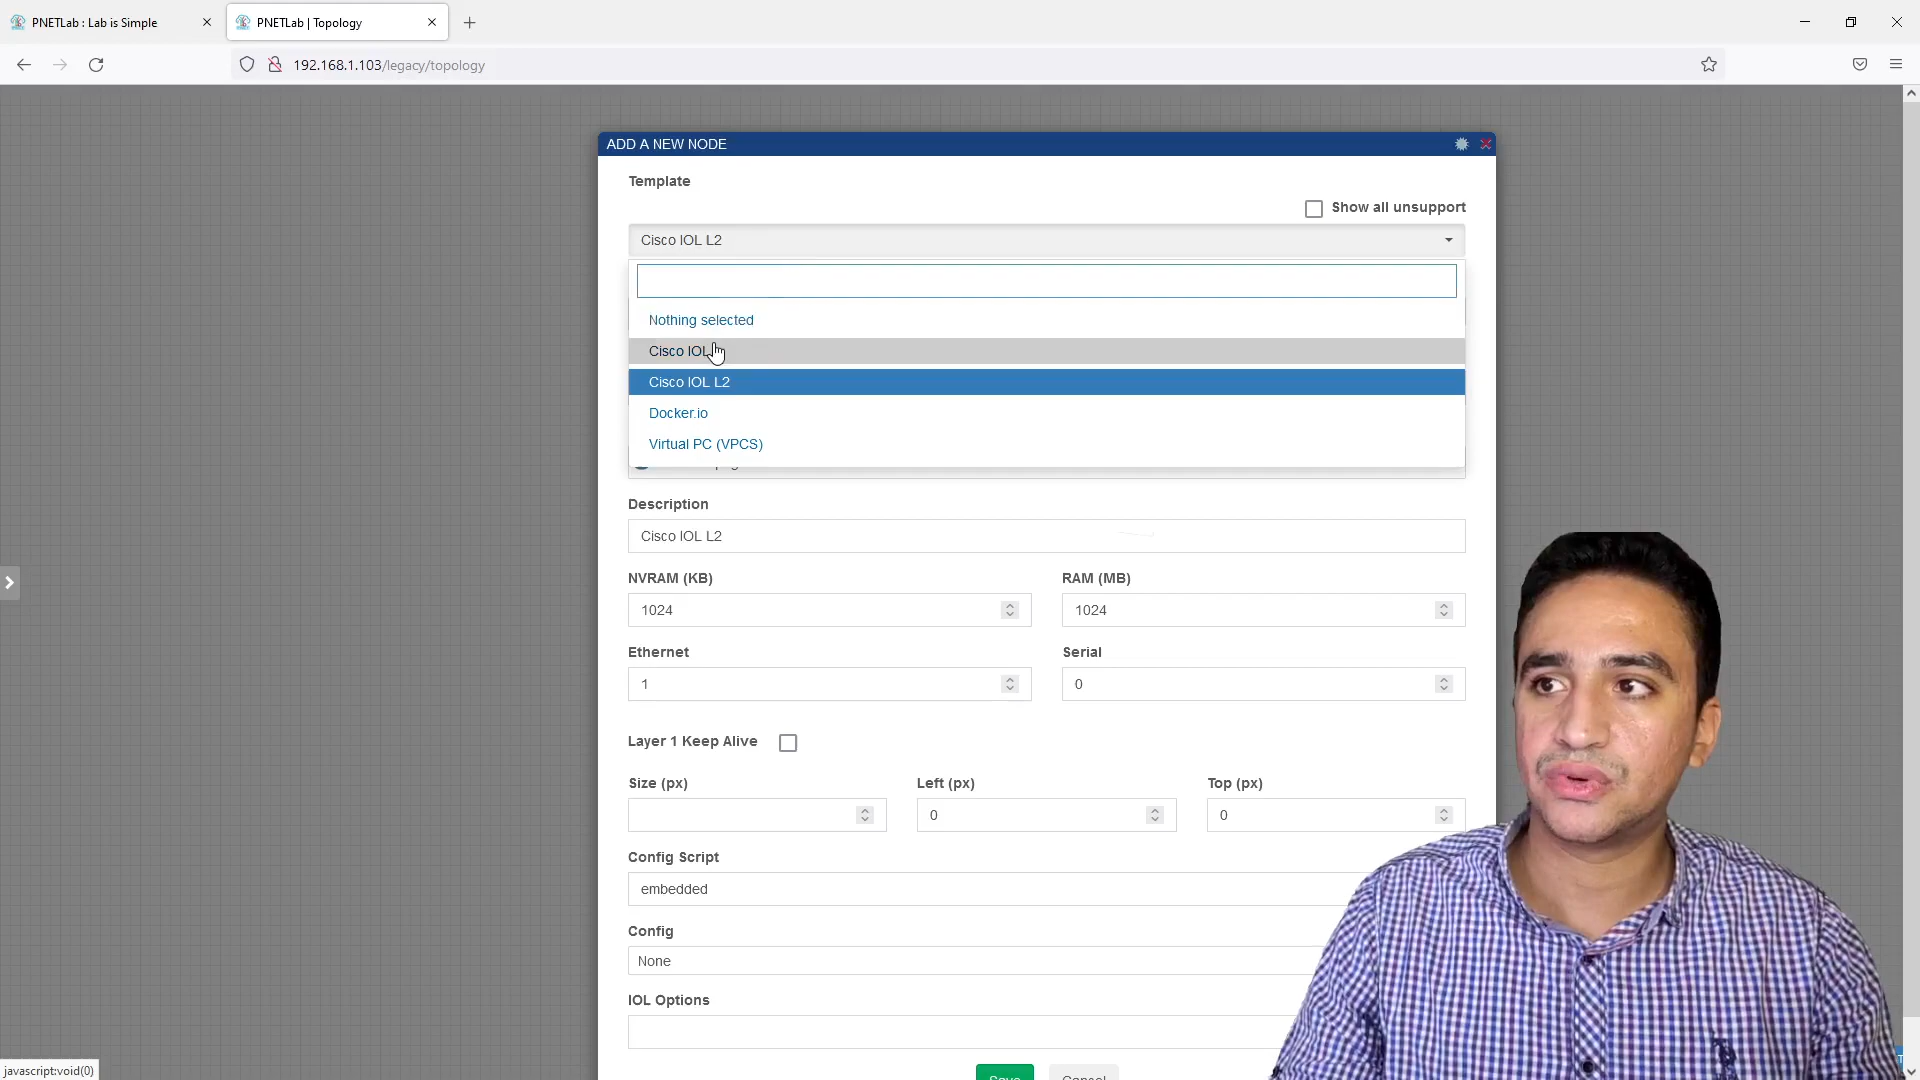 PNETLab : Lab is Simple
PNETLab | Topology
192.168.1.103/legacy/topology
ADD A NEW NODE
Template
Show all unsupport
Cisco IOL L2
Nothing selected
Cisco IOL
Cisco IOL L2
Docker.io
Virtual PC (VPCS)
Description
Cisco IOL L2
NVRAM (KB) RAM (MB)
1024 1024
Ethernet Serial
1 0
Layer 1 Keep Alive
Size (px) Left (px) Top (px)
0 0
Config Script
embedded
Config
None
IOL Options
Save Cancel
javascript:void(0)